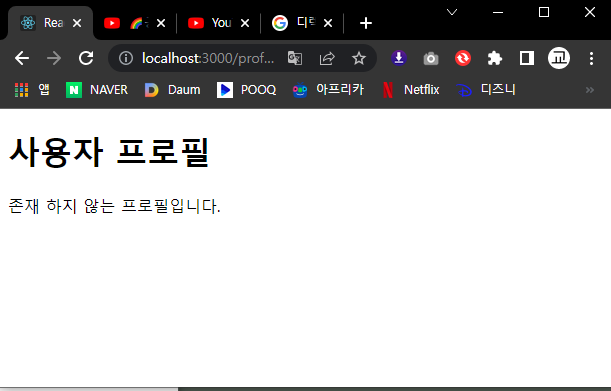 Rea
You
localhost:3000/prof...
교
앱 NAVER Daum POOQ 아프리카 Netflix 디즈니
사용자 프로필
존재 하지 않는 프로필입니다.